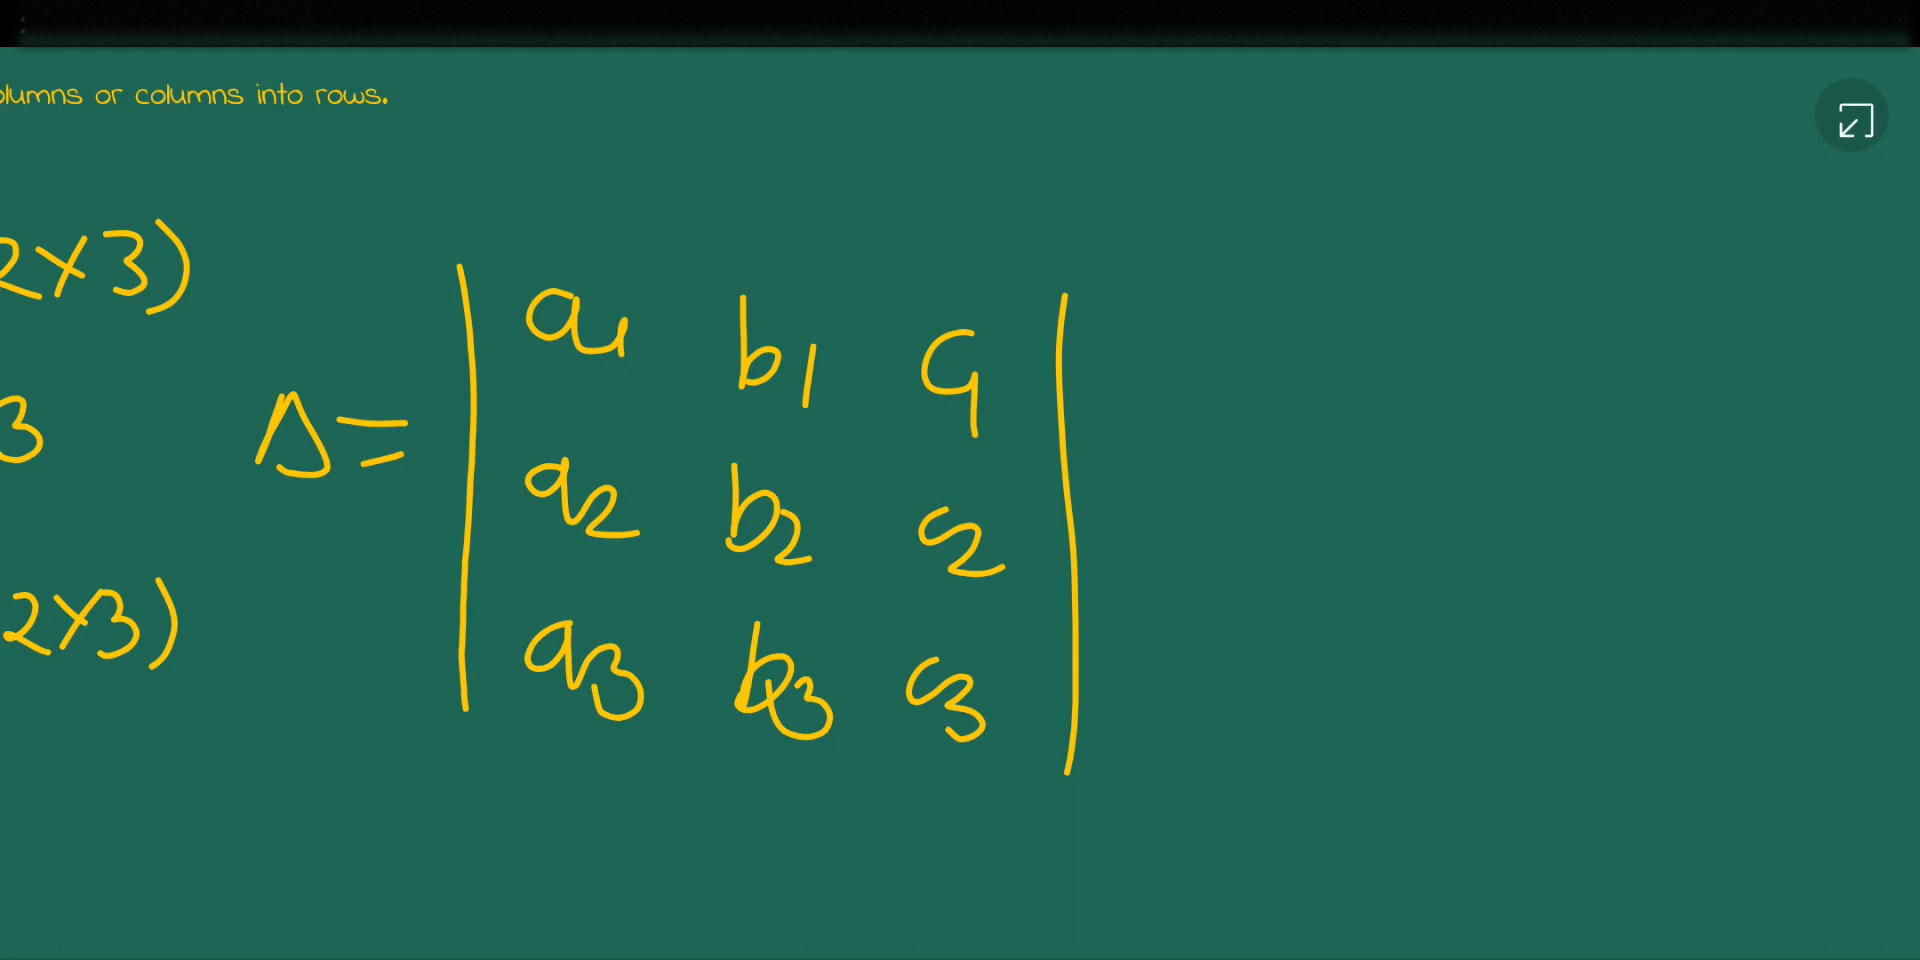 olumns or columns into rows.
2×3)
a1 b1 c1
3 Δ=
a2 b2 c2
2×3)
a3 b3 c3